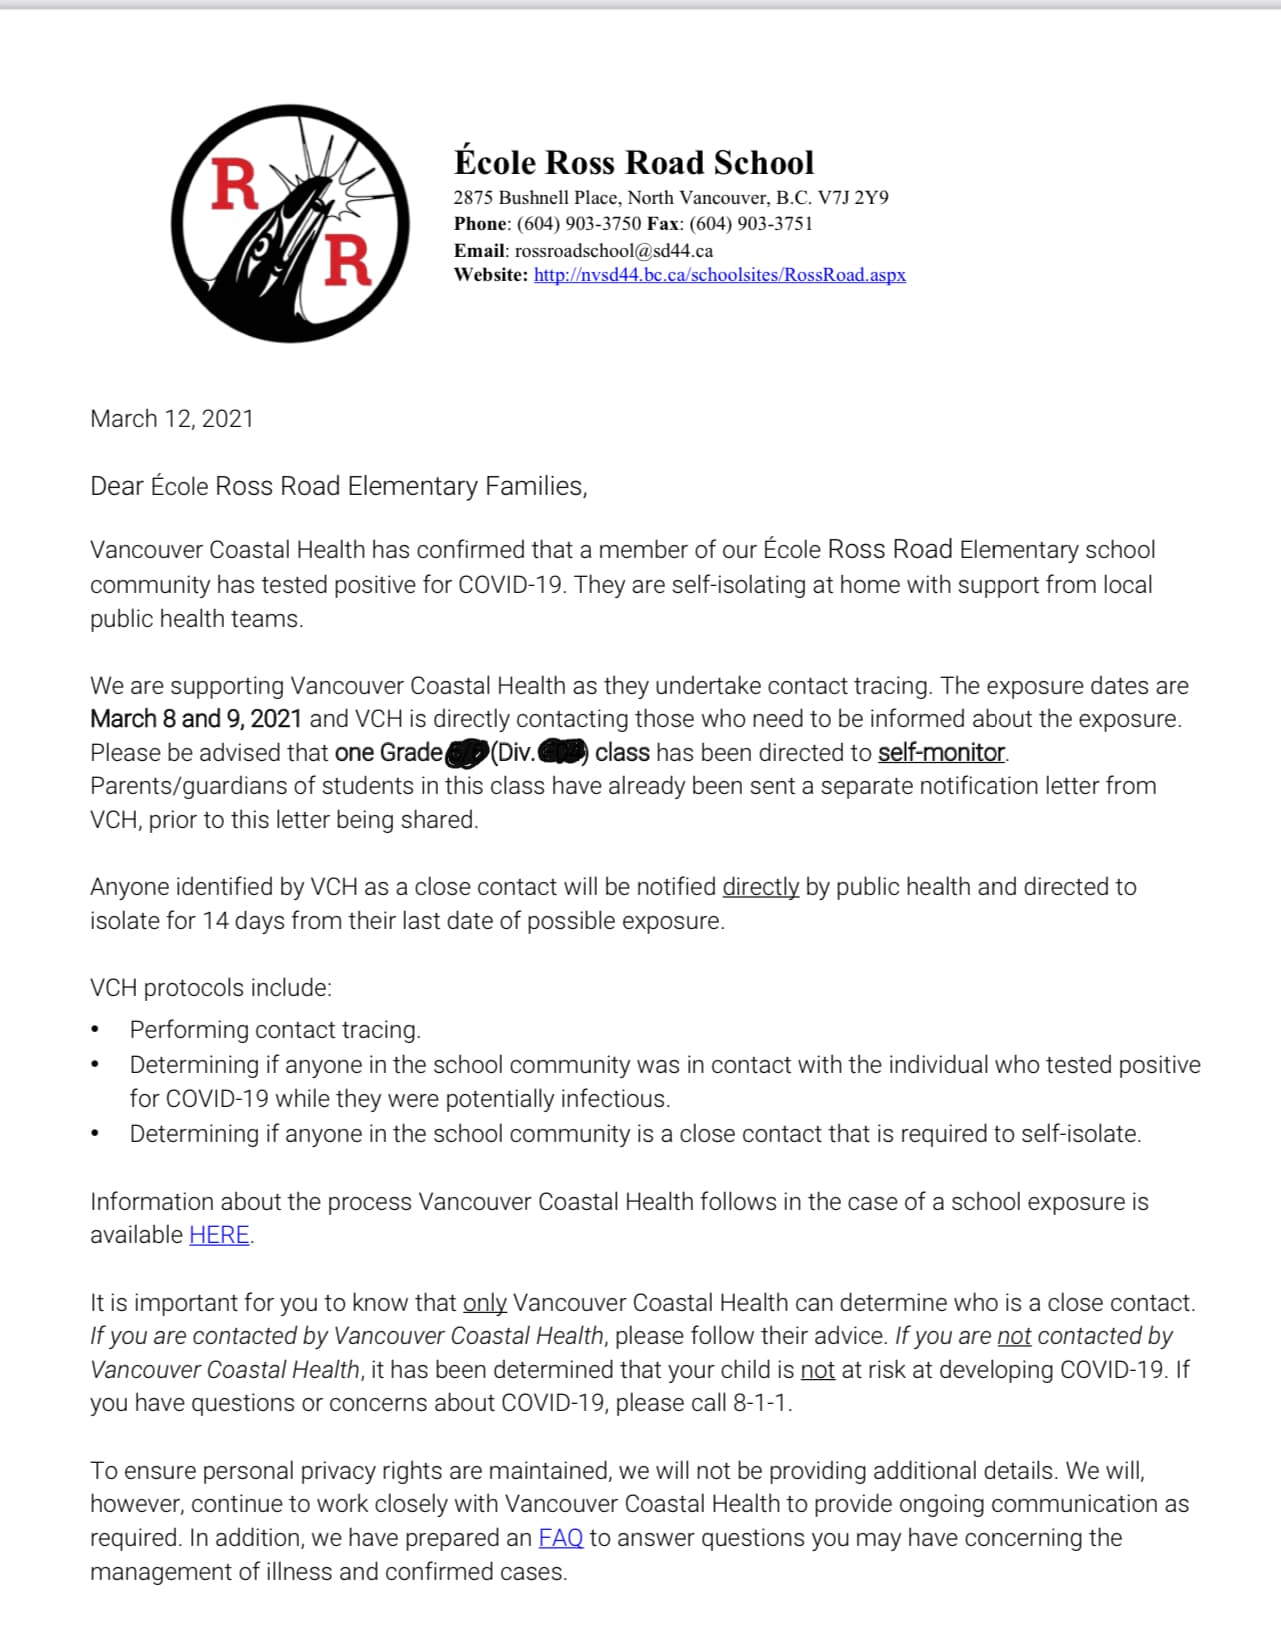 R
R
École Ross Road School
2875 Bushnell Place, North Vancouver, B.C. V7J 2Y9
Phone: (604) 903-3750 Fax: (604) 903-3751
Email: rossroadschool@sd44.ca
Website: http://nvsd44.bc.ca/schoolsites/RossRoad.aspx
March 12, 2021
Dear École Ross Road Elementary Families,
Vancouver Coastal Health has confirmed that a member of our École Ross Road Elementary school
community has tested positive for COVID-19. They are self-isolating at home with support from local
public health teams.
We are supporting Vancouver Coastal Health as they undertake contact tracing. The exposure dates are
March 8 and 9, 2021 and VCH is directly contacting those who need to be informed about the exposure.
Please be advised that one Grade (Div. ) class has been directed to self-monitor.
Parents/guardians of students in this class have already been sent a separate notification letter from
VCH, prior to this letter being shared.
Anyone identified by VCH as a close contact will be notified directly by public health and directed to
isolate for 14 days from their last date of possible exposure.
VCH protocols include:
• Performing contact tracing.
• Determining if anyone in the school community was in contact with the individual who tested positive
for COVID-19 while they were potentially infectious.
• Determining if anyone in the school community is a close contact that is required to self-isolate.
Information about the process Vancouver Coastal Health follows in the case of a school exposure is
available HERE.
It is important for you to know that only Vancouver Coastal Health can determine who is a close contact.
If you are contacted by Vancouver Coastal Health, please follow their advice. If you are not contacted by
Vancouver Coastal Health, it has been determined that your child is not at risk at developing COVID-19. If
you have questions or concerns about COVID-19, please call 8-1-1.
To ensure personal privacy rights are maintained, we will not be providing additional details. We will,
however, continue to work closely with Vancouver Coastal Health to provide ongoing communication as
required. In addition, we have prepared an FAQ to answer questions you may have concerning the
management of illness and confirmed cases.